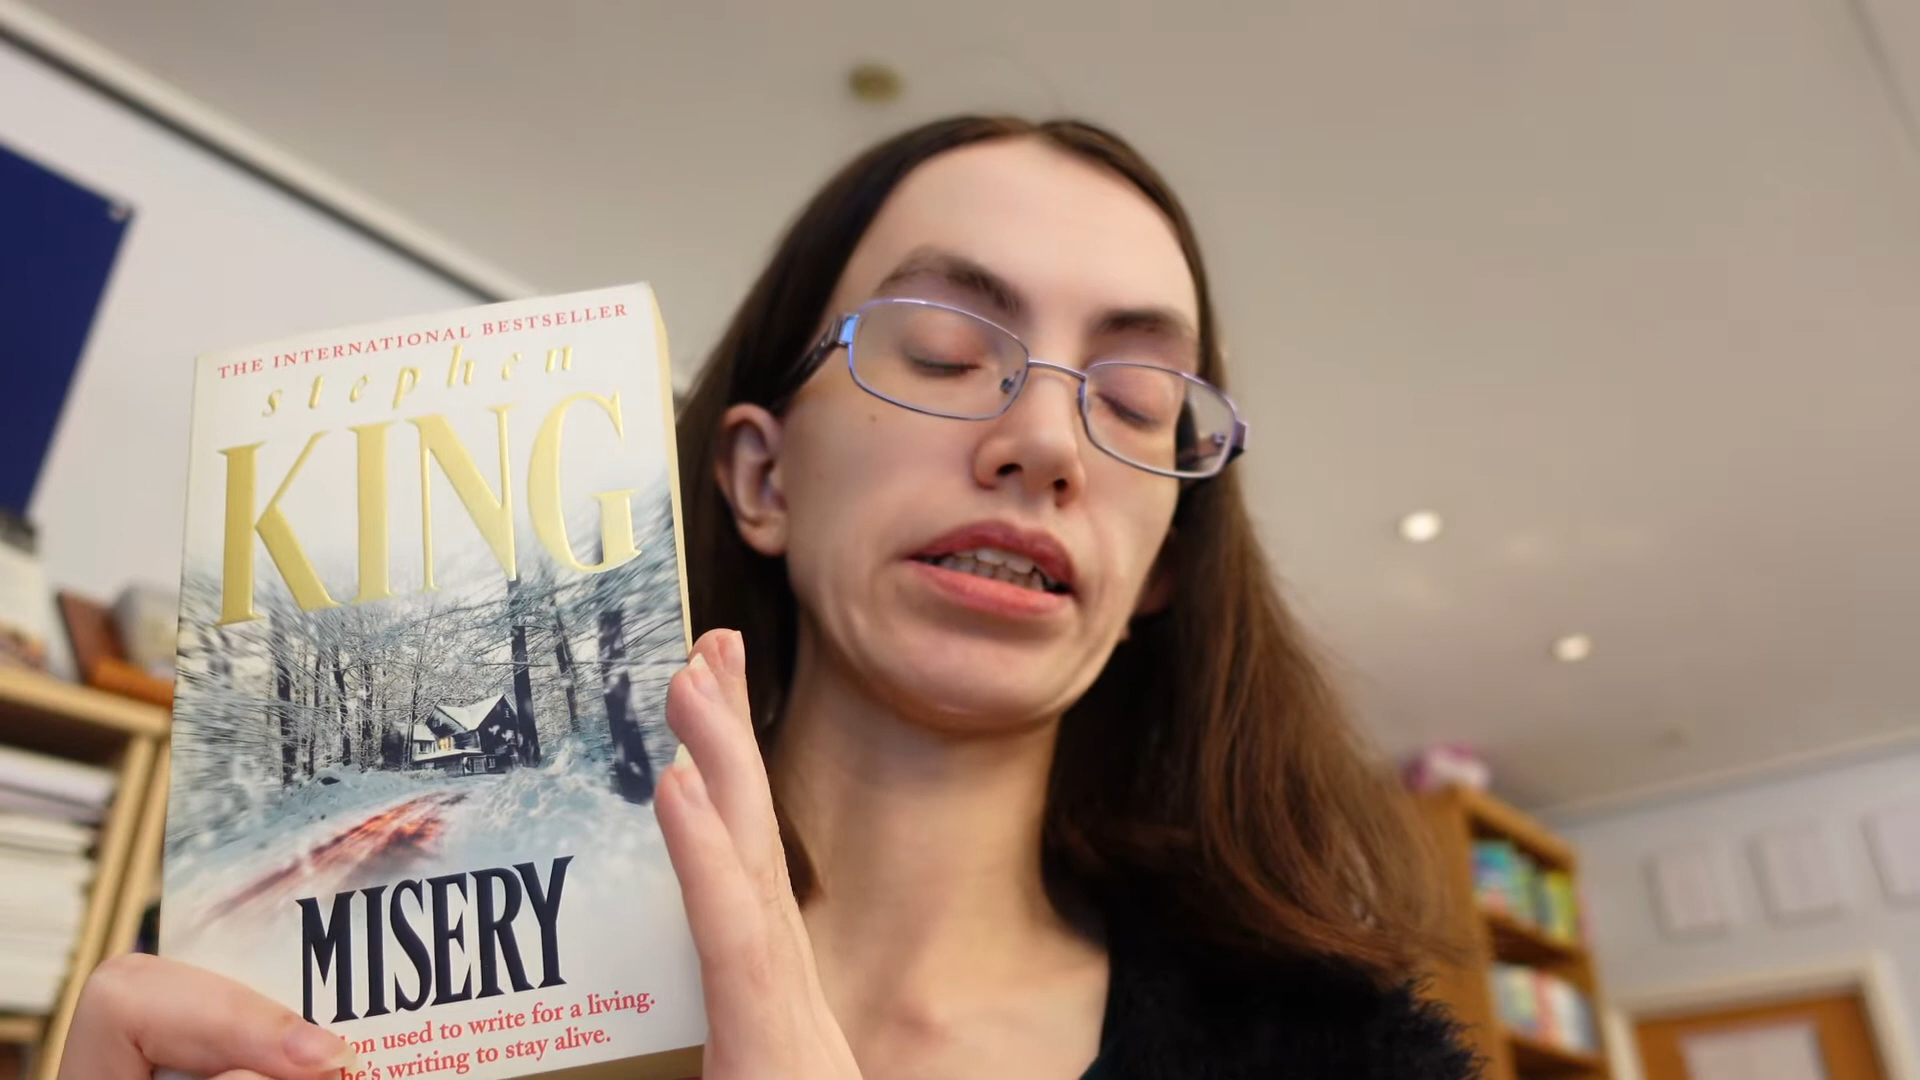 THE INTERNATIONAL BESTSELLER
stephen
KING
MISERY
used to write for a living.
writing to stay alive.